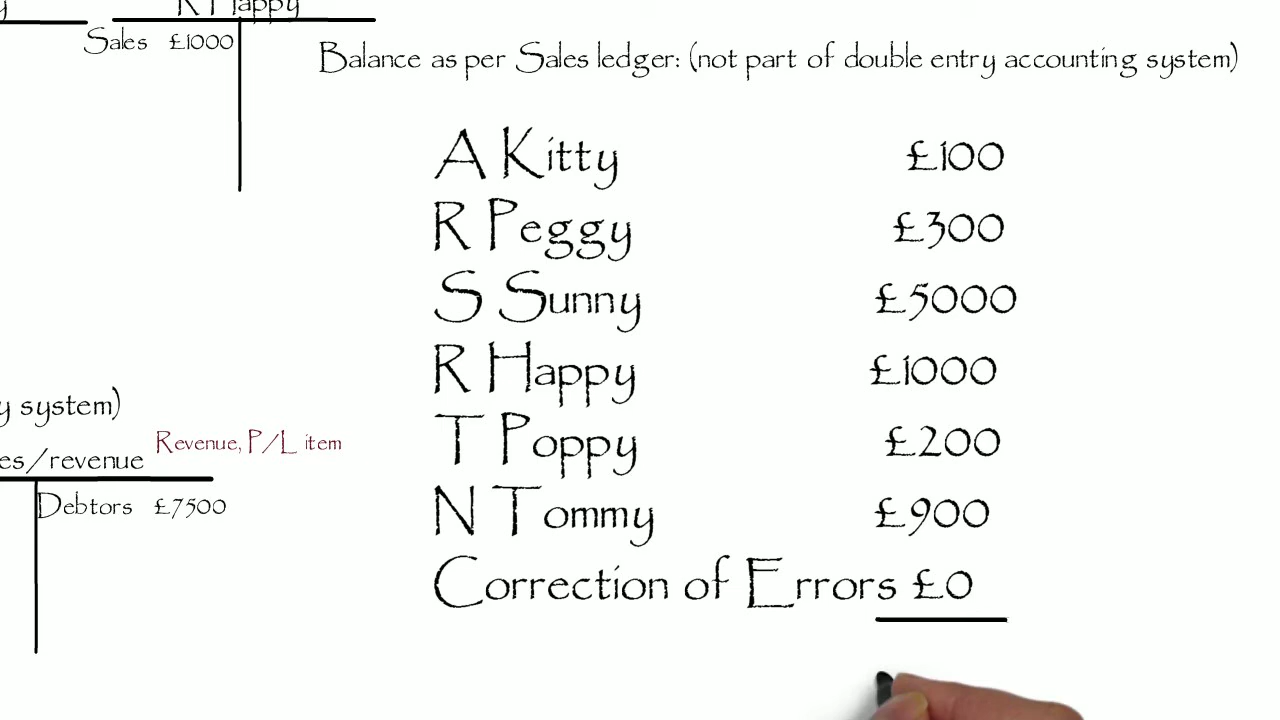 R Happy
Sales £1000
Balance as per Sales ledger: (not part of double entry accounting system)
A Kitty £100
R Peggy £300
S Sunny £5000
R Happy £1000
T Poppy £200
N Tommy £900
Correction of Errors £0
y system)
Revenue, P/L item
es/revenue
Debtors £7500